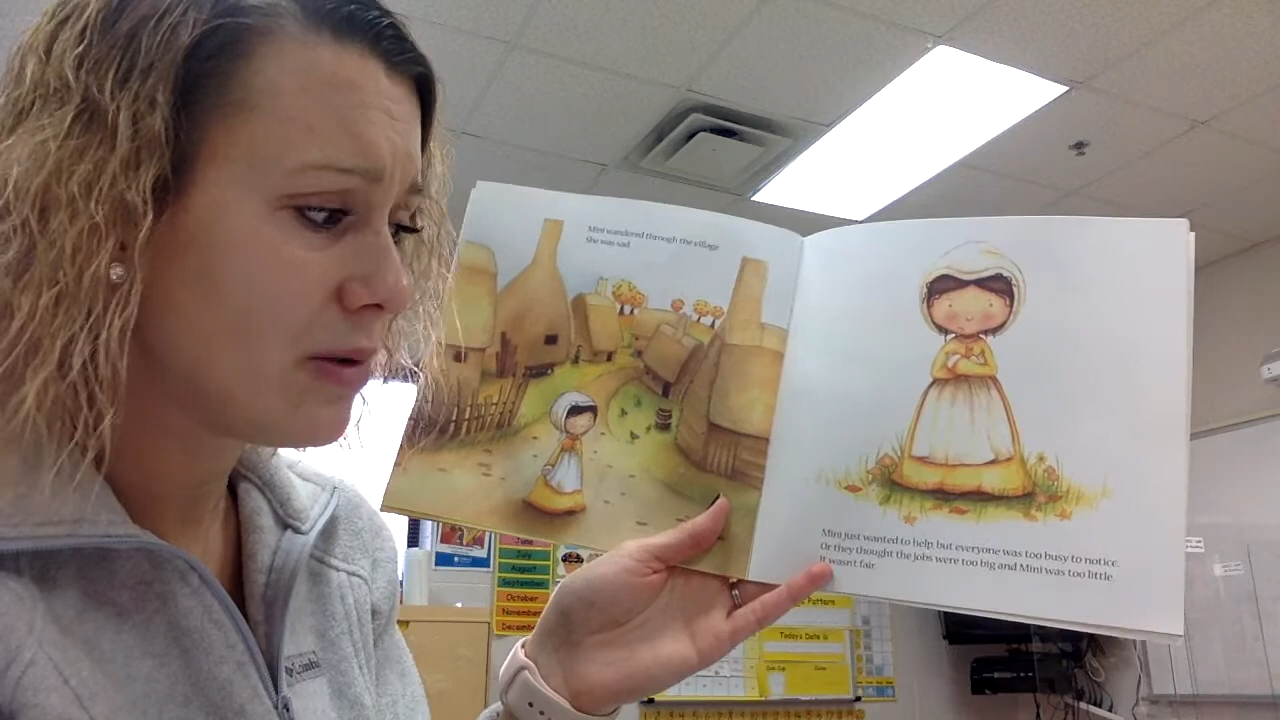 Mini wandered through the village
She was sad.
Mini just wanted to help, but everyone was too busy to notice.
Or they thought the jobs were too big and Mini was too little.
It wasn't fair.
June
July
August
September
October
November
December
Pattern
Today's Date is
Columbia